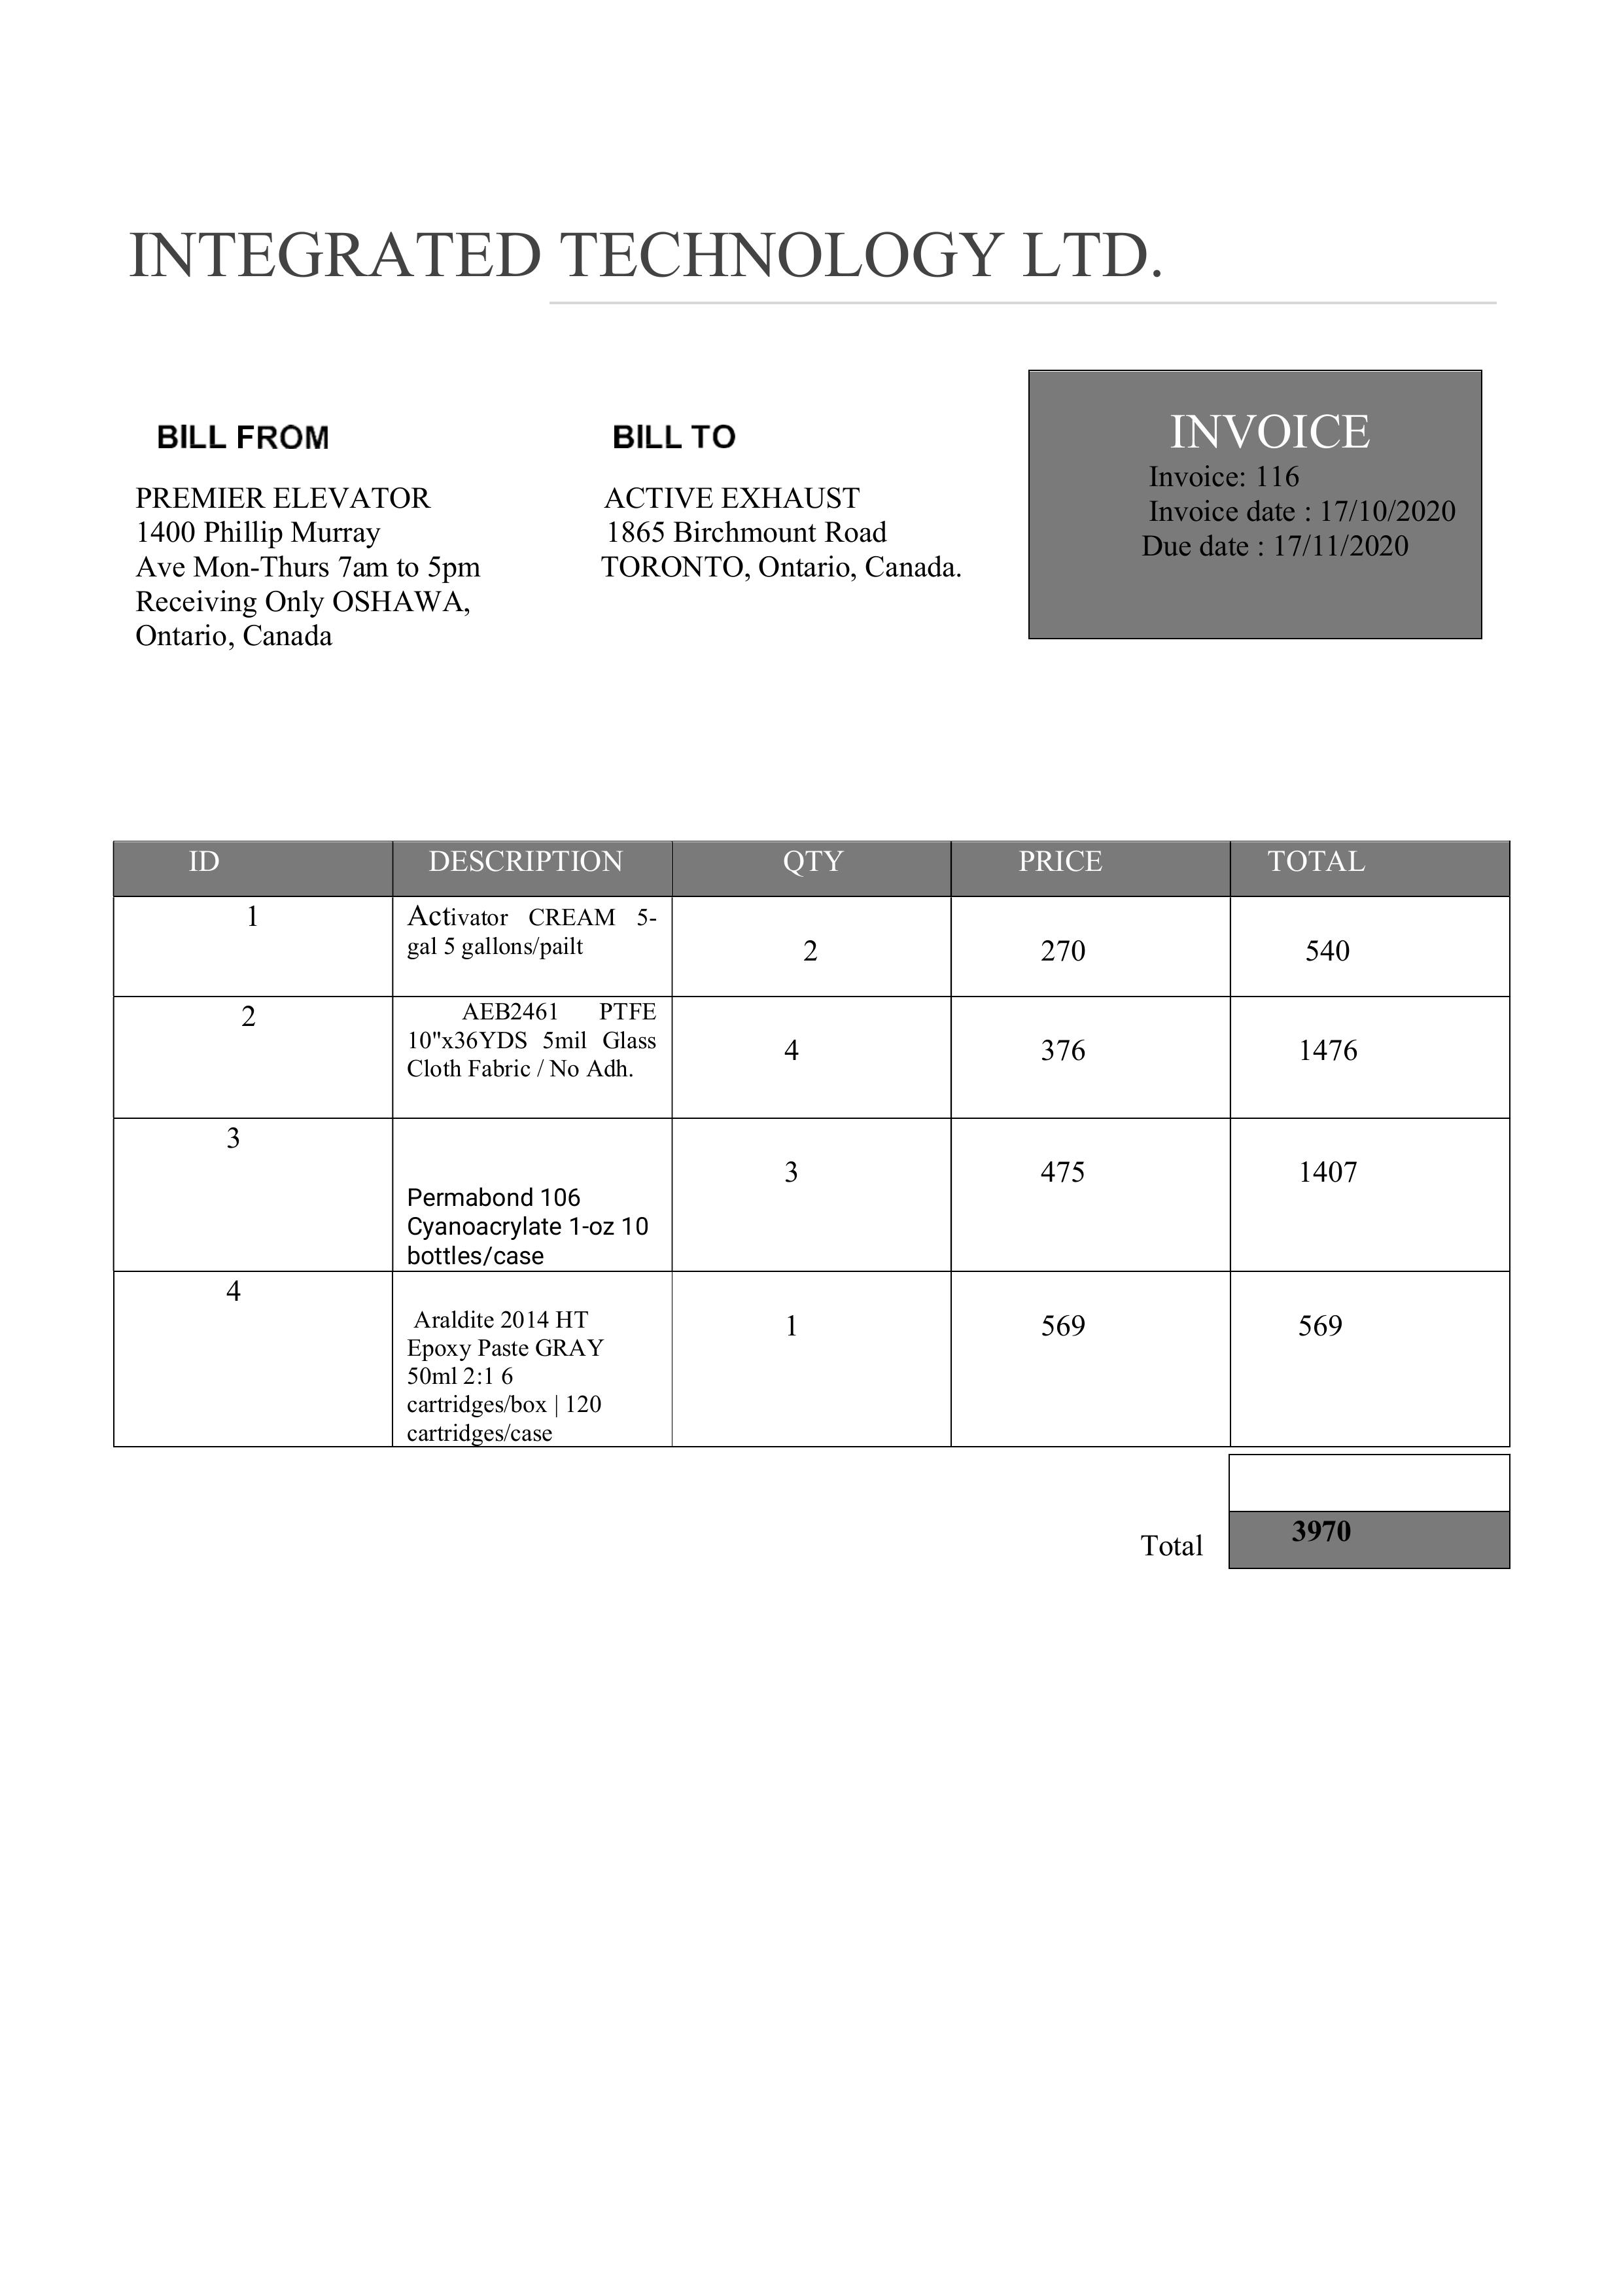 INTEGRATED TECHNOLOGY LTD.
BILL FROM
PREMIER ELEVATOR
1400 Phillip Murray
Ave Mon-Thurs 7am to 5pm
Receiving Only OSHAWA,
Ontario, Canada
BILL TO
ACTIVE EXHAUST
1865 Birchmount Road
TORONTO, Ontario, Canada.
INVOICE
Invoice: 116
Invoice date : 17/10/2020
Due date : 17/11/2020
ID DESCRIPTION QTY PRICE TOTAL
1
Activator CREAM 5-
gal 5 gallons/pailt
2 270 540
2
AEB2461 PTFE
10"x36YDS 5mil Glass
Cloth Fabric / No Adh.
4 376 1476
3
Permabond 106
Cyanoacrylate 1-oz 10
bottles/case
3 475 1407
4
Araldite 2014 HT
Epoxy Paste GRAY
50ml 2:1 6
cartridges/box | 120
cartridges/case
1 569 569
Total 3970